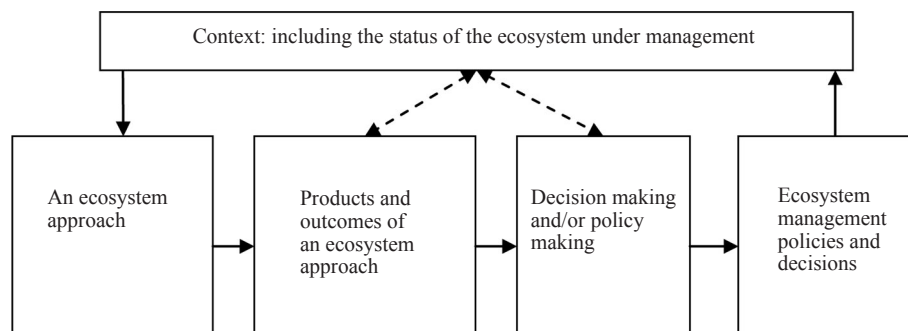 Context: including the status of the ecosystem under management
An ecosystem
approach
Products and
outcomes of
an ecosystem
approach
Decision making
and/or policy
making
Ecosystem
management
policies and
decisions